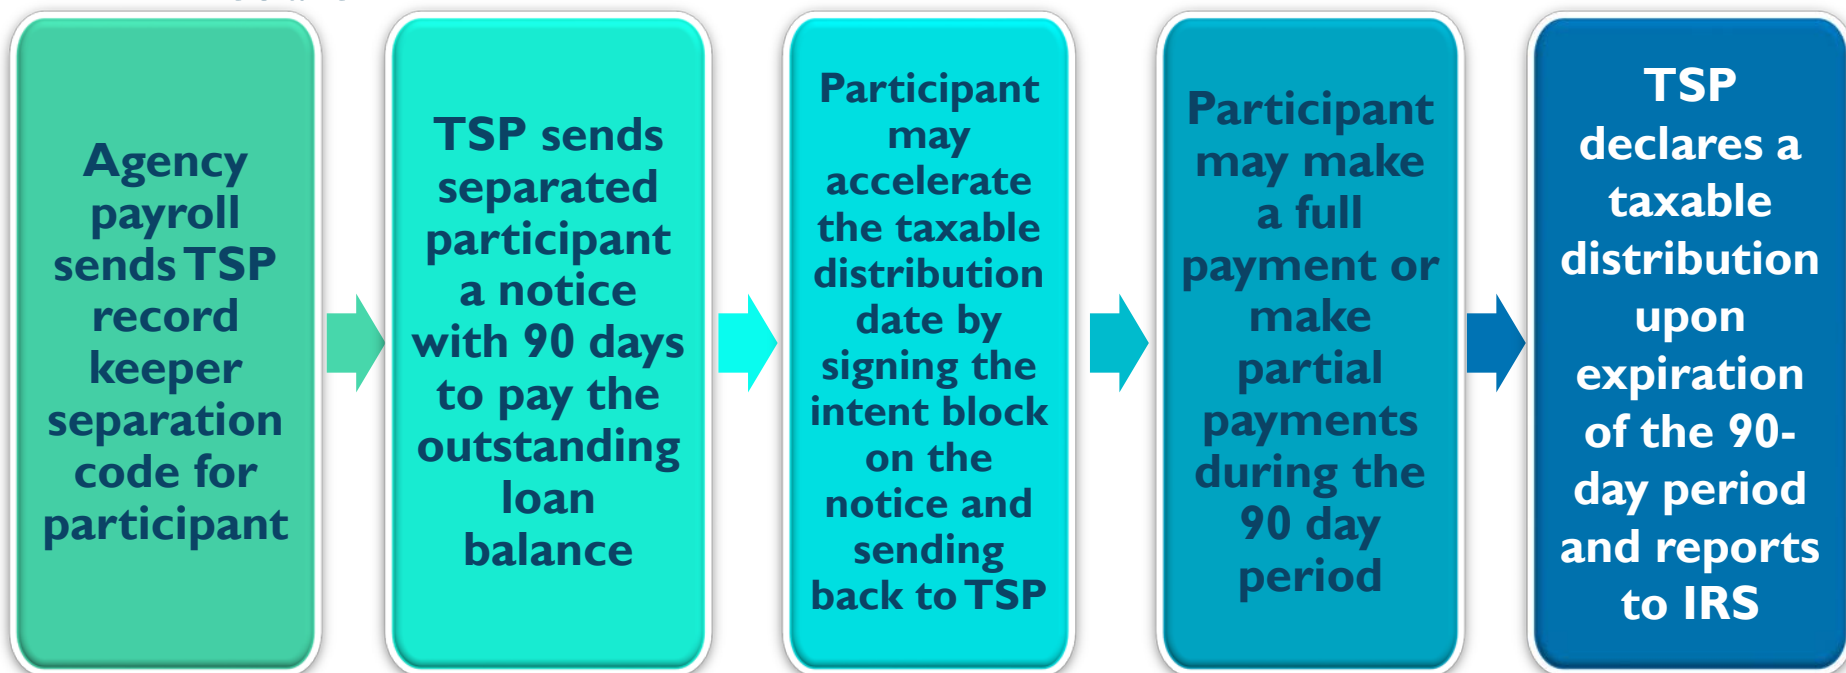 Agency
payroll
sends TSP
record
keeper
separation
code for
participant
TSP sends
separated
participant
a notice
with 90 days
to pay the
outstanding
loan
balance
Participant
may
accelerate
the taxable
distribution
date by
signing the
intent block
on the
notice and
sending
back to TSP
Participant
may make
a full
payment or
make
partial
payments
during the
90 day
period
TSP
declares a
taxable
distribution
upon
expiration
of the 90-
day period
and reports
to IRS